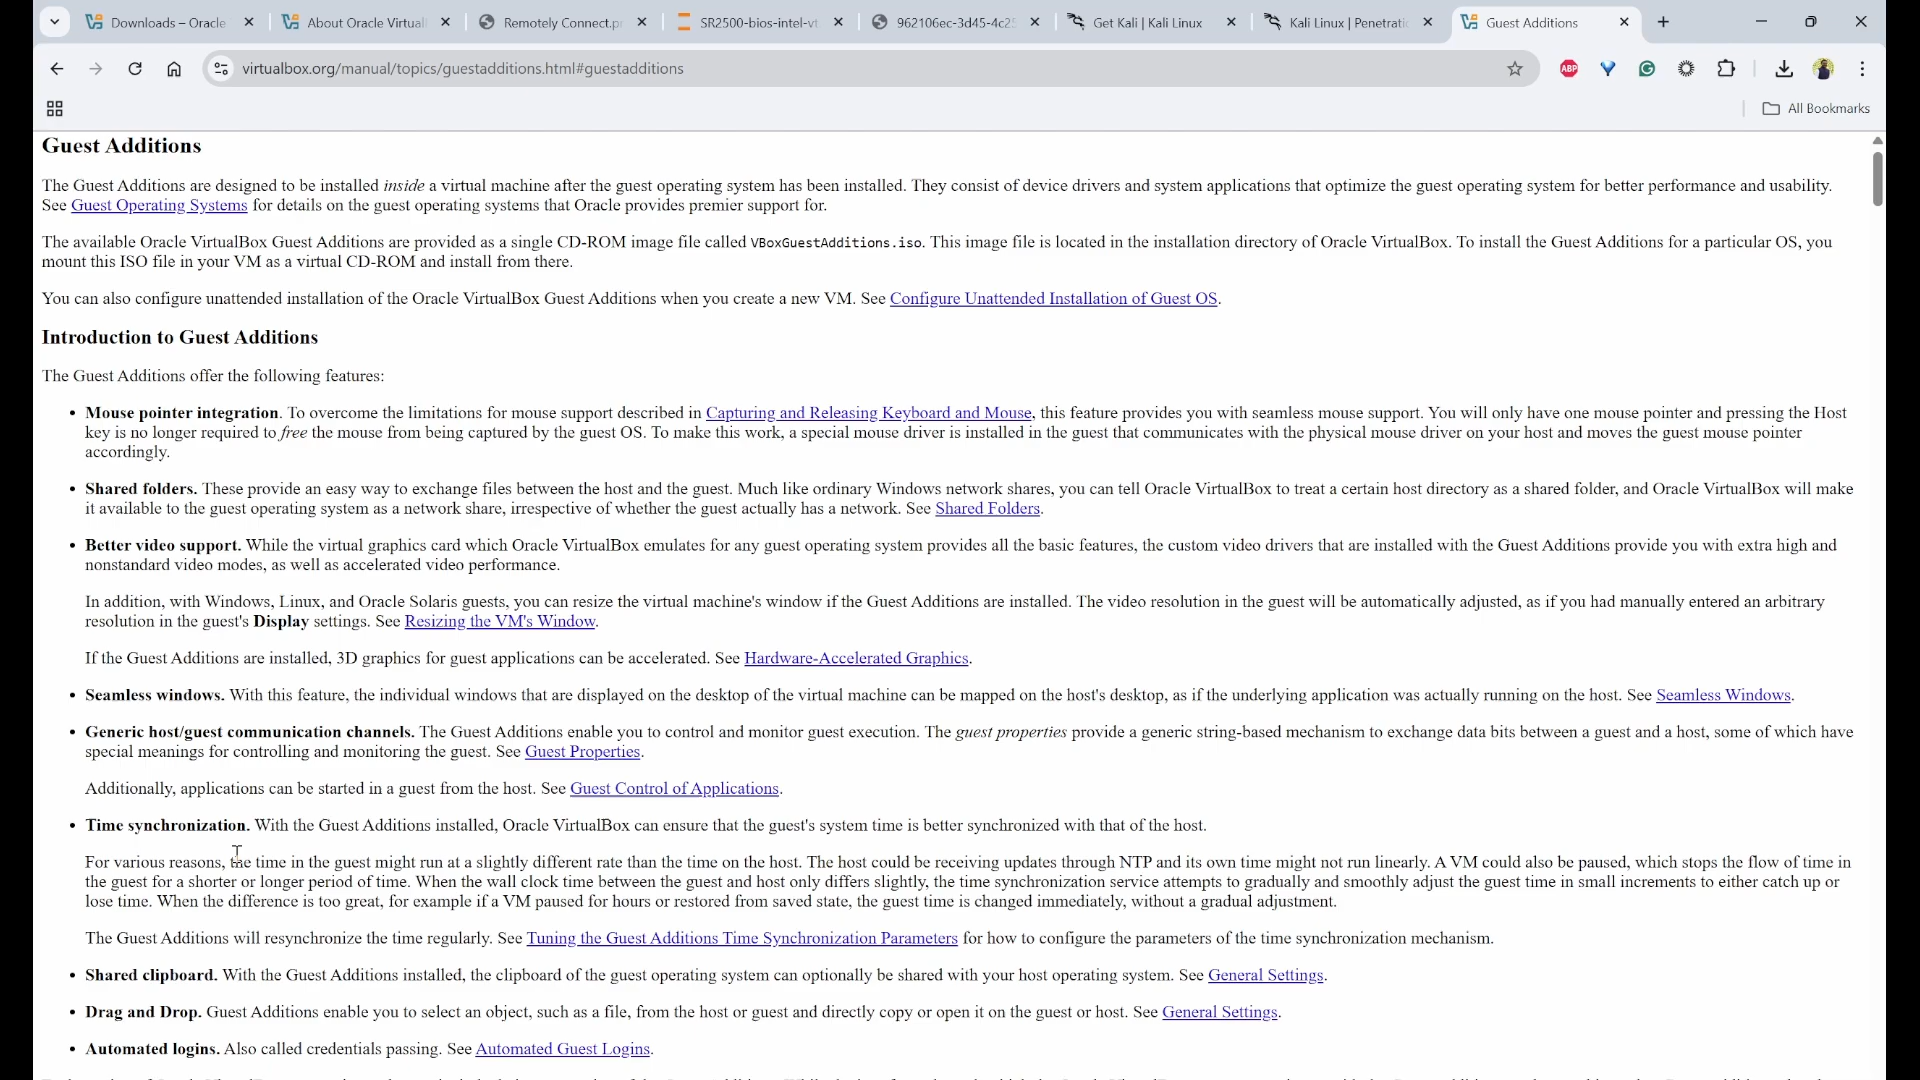 Downloads – Oracle
About Oracle Virtual
Remotely Connect.p
SR2500-bios-intel-vt
962106ec-3d45-4c25
Get Kali | Kali Linux
Kali Linux | Penetratio
Guest Additions
virtualbox.org/manual/topics/guestadditions.html#guestadditions
ABP
All Bookmarks
Guest Additions
The Guest Additions are designed to be installed inside a virtual machine after the guest operating system has been installed. They consist of device drivers and system applications that optimize the guest operating system for better performance and usability.
See Guest Operating Systems for details on the guest operating systems that Oracle provides premier support for.
The available Oracle VirtualBox Guest Additions are provided as a single CD-ROM image file called VBoxGuestAdditions.iso. This image file is located in the installation directory of Oracle VirtualBox. To install the Guest Additions for a particular OS, you
mount this ISO file in your VM as a virtual CD-ROM and install from there.
You can also configure unattended installation of the Oracle VirtualBox Guest Additions when you create a new VM. See Configure Unattended Installation of Guest OS.
Introduction to Guest Additions
The Guest Additions offer the following features:
• Mouse pointer integration. To overcome the limitations for mouse support described in Capturing and Releasing Keyboard and Mouse, this feature provides you with seamless mouse support. You will only have one mouse pointer and pressing the Host
key is no longer required to free the mouse from being captured by the guest OS. To make this work, a special mouse driver is installed in the guest that communicates with the physical mouse driver on your host and moves the guest mouse pointer
accordingly.
• Shared folders. These provide an easy way to exchange files between the host and the guest. Much like ordinary Windows network shares, you can tell Oracle VirtualBox to treat a certain host directory as a shared folder, and Oracle VirtualBox will make
it available to the guest operating system as a network share, irrespective of whether the guest actually has a network. See Shared Folders.
• Better video support. While the virtual graphics card which Oracle VirtualBox emulates for any guest operating system provides all the basic features, the custom video drivers that are installed with the Guest Additions provide you with extra high and
nonstandard video modes, as well as accelerated video performance.
In addition, with Windows, Linux, and Oracle Solaris guests, you can resize the virtual machine's window if the Guest Additions are installed. The video resolution in the guest will be automatically adjusted, as if you had manually entered an arbitrary
resolution in the guest's Display settings. See Resizing the VM's Window.
If the Guest Additions are installed, 3D graphics for guest applications can be accelerated. See Hardware-Accelerated Graphics.
• Seamless windows. With this feature, the individual windows that are displayed on the desktop of the virtual machine can be mapped on the host's desktop, as if the underlying application was actually running on the host. See Seamless Windows.
• Generic host/guest communication channels. The Guest Additions enable you to control and monitor guest execution. The guest properties provide a generic string-based mechanism to exchange data bits between a guest and a host, some of which have
special meanings for controlling and monitoring the guest. See Guest Properties.
Additionally, applications can be started in a guest from the host. See Guest Control of Applications.
• Time synchronization. With the Guest Additions installed, Oracle VirtualBox can ensure that the guest's system time is better synchronized with that of the host.
For various reasons, the time in the guest might run at a slightly different rate than the time on the host. The host could be receiving updates through NTP and its own time might not run linearly. A VM could also be paused, which stops the flow of time in
the guest for a shorter or longer period of time. When the wall clock time between the guest and host only differs slightly, the time synchronization service attempts to gradually and smoothly adjust the guest time in small increments to either catch up or
lose time. When the difference is too great, for example if a VM paused for hours or restored from saved state, the guest time is changed immediately, without a gradual adjustment.
The Guest Additions will resynchronize the time regularly. See Tuning the Guest Additions Time Synchronization Parameters for how to configure the parameters of the time synchronization mechanism.
• Shared clipboard. With the Guest Additions installed, the clipboard of the guest operating system can optionally be shared with your host operating system. See General Settings.
• Drag and Drop. Guest Additions enable you to select an object, such as a file, from the host or guest and directly copy or open it on the guest or host. See General Settings.
• Automated logins. Also called credentials passing. See Automated Guest Logins.